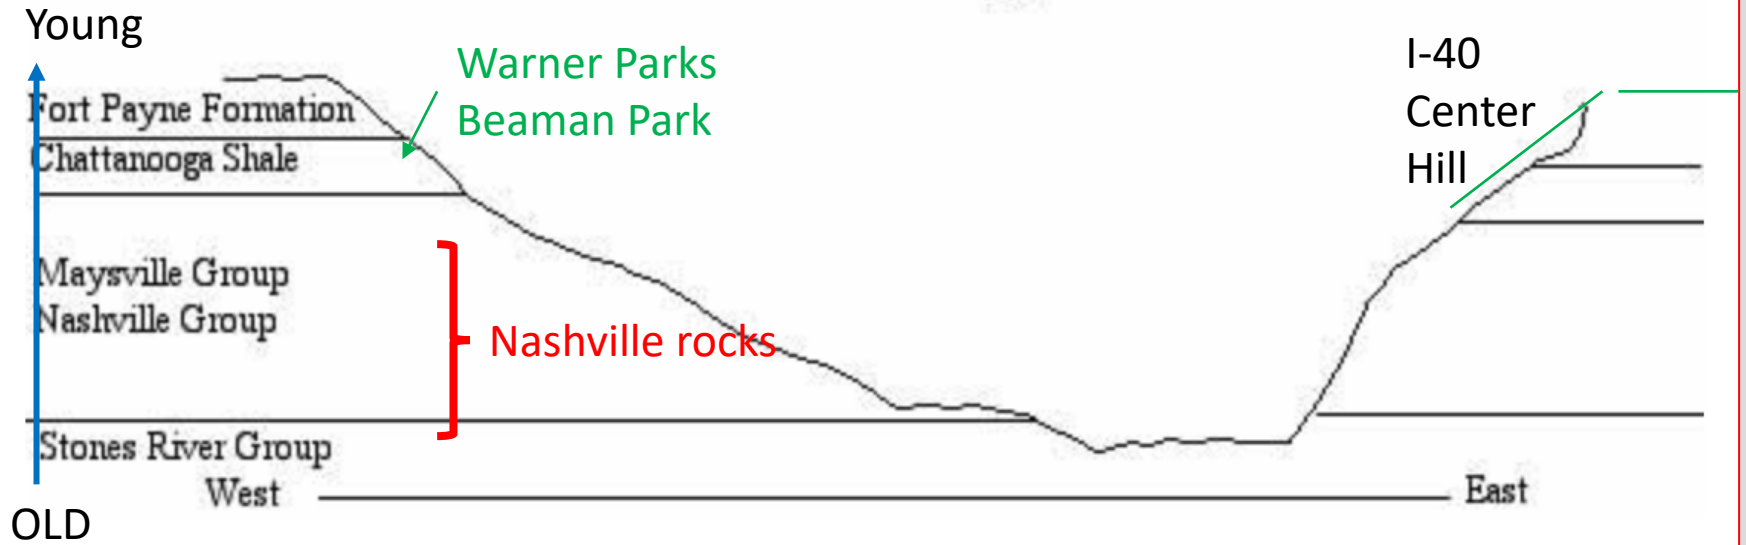 Young
Warner Parks
Beaman Park
I-40
Center
Hill
Fort Payne Formation
Chattanooga Shale
Maysville Group
Nashville Group
Nashville rocks
Stones River Group
West
East
OLD